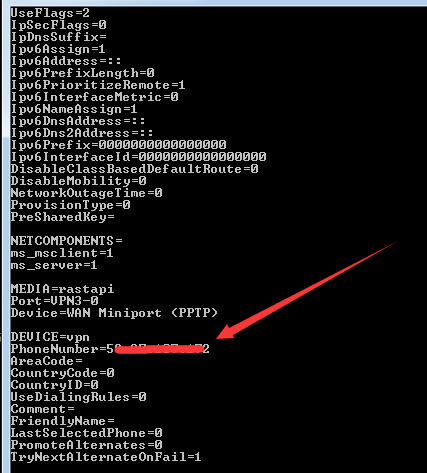 UseFlags=2
IpSecFlags=0
IpDnsSuffix=
Ipv6Assign=1
Ipv6Address=::
Ipv6PrefixLength=0
Ipv6PrioritizeRemote=1
Ipv6InterfaceMetric=0
Ipv6NameAssign=1
Ipv6DnsAddress=::
Ipv6Dns2Address=::
Ipv6Prefix=0000000000000000
Ipv6InterfaceId=0000000000000000
DisableClassBasedDefaultRoute=0
DisableMobility=0
NetworkOutageTime=0
ProvisionType=0
PreSharedKey=
NETCOMPONENTS=
ms_msclient=1
ms_server=1
MEDIA=rastapi
Port=VPN3-0
Device=WAN Miniport (PPTP)
DEVICE=vpn
PhoneNumber=
AreaCode=
CountryCode=0
CountryID=0
UseDialingRules=0
Comment=
FriendlyName=
LastSelectedPhone=0
PromoteAlternates=0
TryNextAlternateOnFail=1